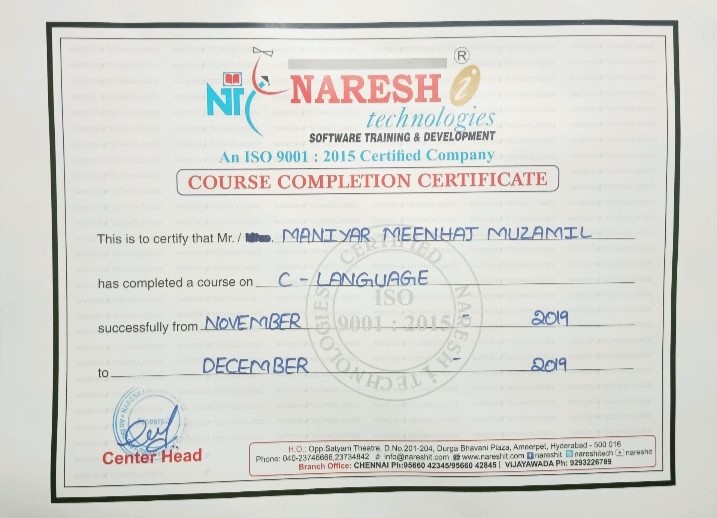 NARESH i ®
NT
technologies
SOFTWARE TRAINING & DEVELOPMENT
An ISO 9001 : 2015 Certified Company
COURSE COMPLETION CERTIFICATE
This is to certify that Mr. / Miss. MANIYAR MEENHAJ MUZAMIL
has completed a course on C - LANGUAGE
successfully from NOVEMBER - 2019
to DECEMBER - 2019
CERTIFIED
ISO
9001 : 2015
NARESH i TECHNOLOGIES
Center Head
H.O.: Opp.Satyam Theatre, D.No.201-204, Durga Bhavani Plaza, Ameerpet, Hyderabad - 500 016
Phone: 040-23746666,23734842 info@nareshit.com www.nareshit.com nareshit nareshitech nareshit
Branch Office: CHENNAI Ph:95660 42345/95660 42845 | VIJAYAWADA Ph: 9293226789